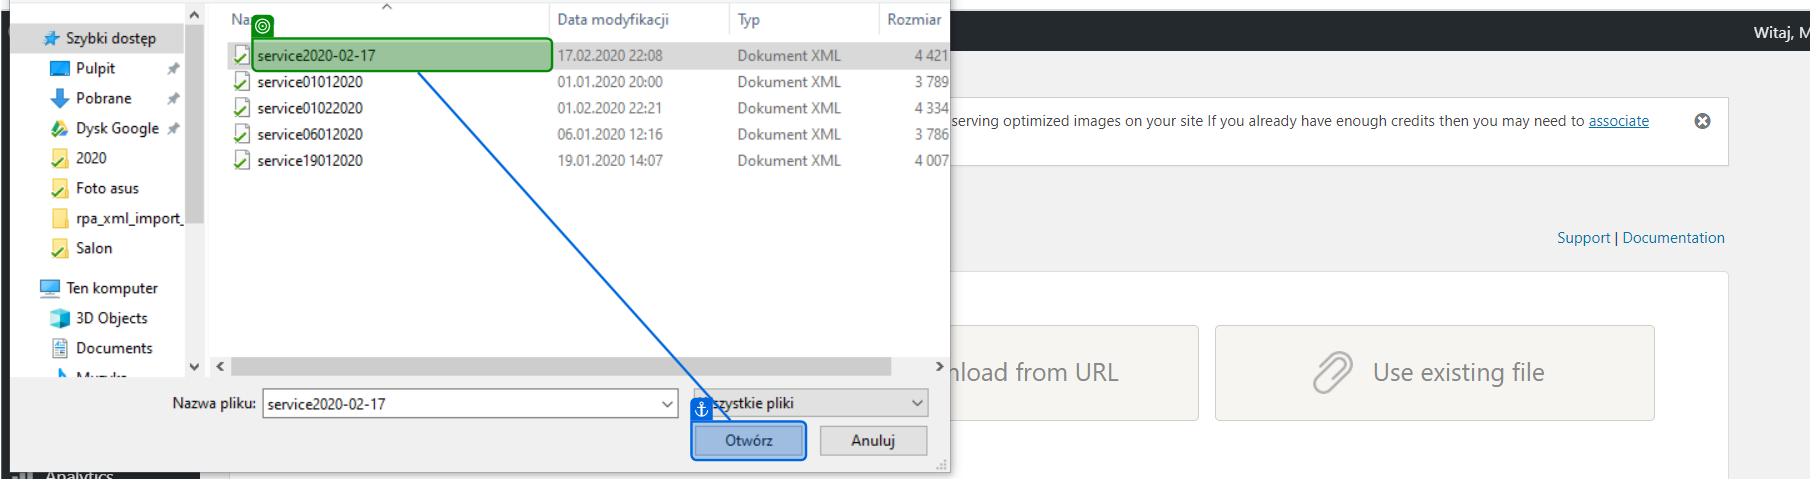 Data modyfikacji Typ Rozmiar
Witaj, M
Szybki dostęp
service2020-02-17 17.02.2020 22:08 Dokument XML 4 421
Pulpit
service01012020 01.01.2020 20:00 Dokument XML 3 789
Pobrane
service01022020 01.02.2020 22:21 Dokument XML 4 334
serving optimized images on your site If you already have enough credits then you may need to associate
Dysk Google
service06012020 06.01.2020 12:16 Dokument XML 3 786
2020
service19012020 19.01.2020 14:07 Dokument XML 4 007
Foto asus
rpa_xml_import_
Salon
Support | Documentation
Ten komputer
3D Objects
Documents
nload from URL
Use existing file
Muzyka
Nazwa pliku: service2020-02-17
szystkie pliki
Otwórz Anuluj
Analytics